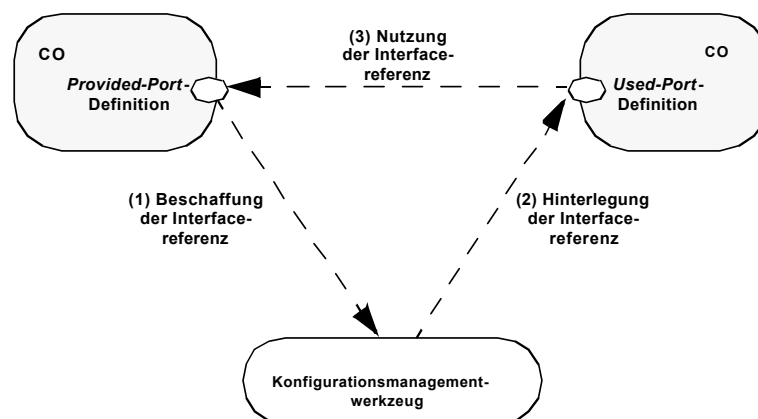 CO
Provided-Port-
Definition
(3) Nutzung
der Interface-
referenz
CO
Used-Port-
Definition
(1) Beschaffung
der Interface-
referenz
(2) Hinterlegung
der Interface-
referenz
Konfigurationsmanagement-
werkzeug